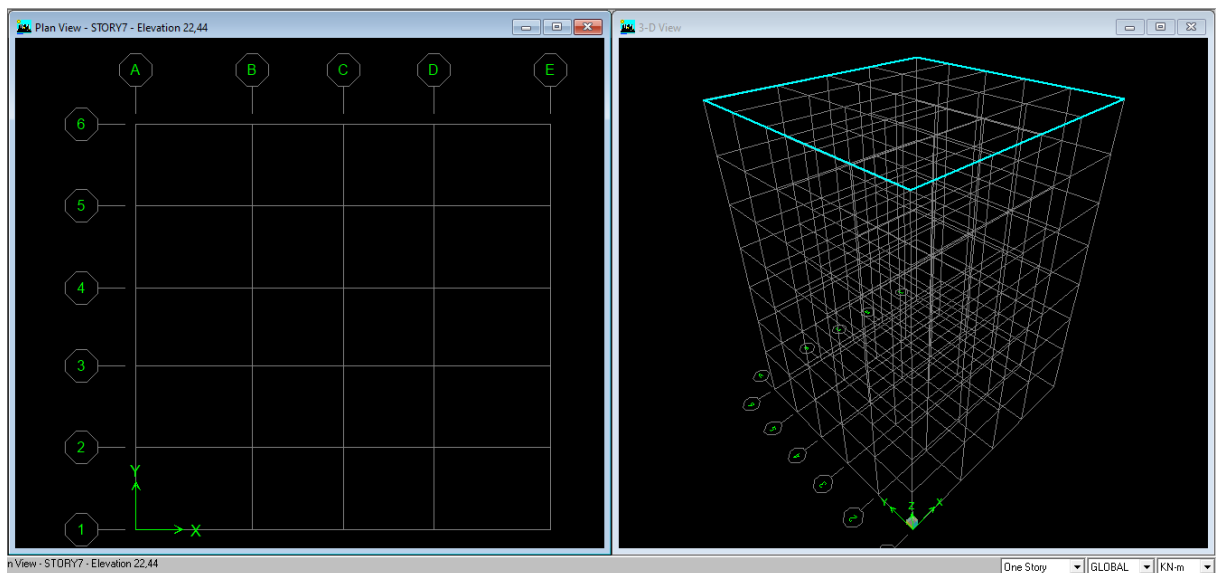 Plan View - STORY7 - Elevation 22,44
3-D View
A B C D E
6
5
4
3
2
1
Y
X
Y Z X
n View - STORY7 - Elevation 22,44
One Story GLOBAL KN-m